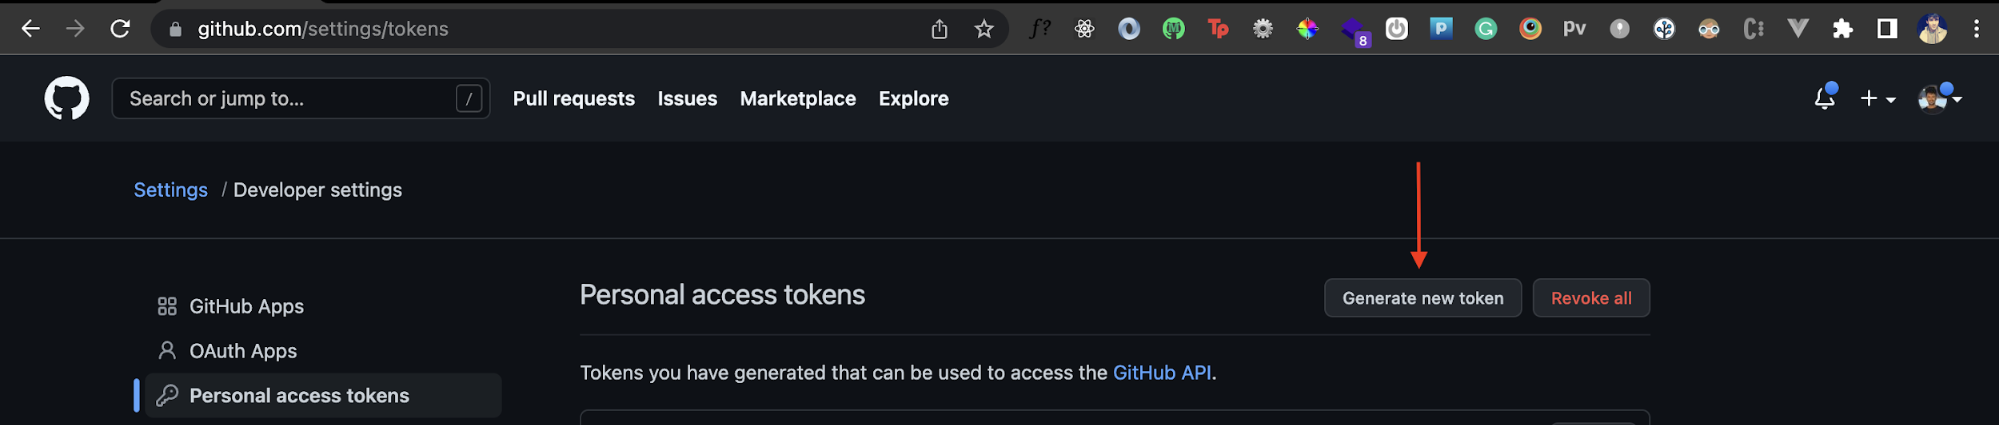 github.com/settings/tokens
f? Tp 8 P G PV C
Search or jump to... /
Pull requests Issues Marketplace Explore
Settings / Developer settings
GitHub Apps
OAuth Apps
Personal access tokens
Personal access tokens
Generate new token
Revoke all
Tokens you have generated that can be used to access the GitHub API.